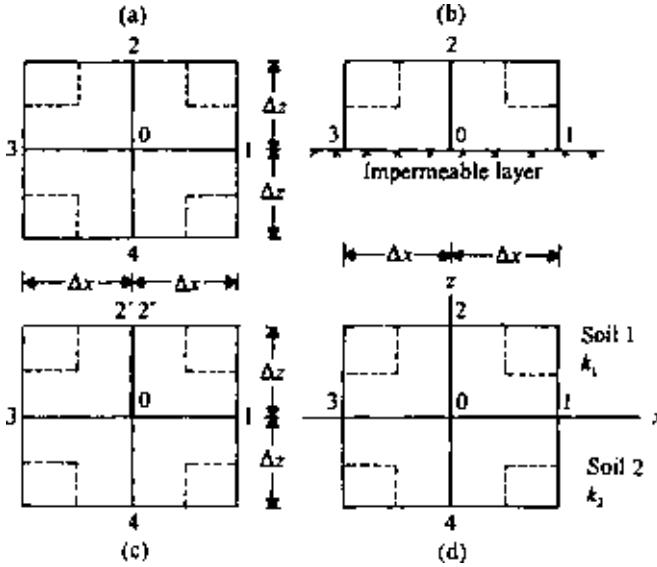 (a)
2
3
0
1
4
Δz
Δz
(b)
2
3
0
1
Impermeable layer
Δx
Δx
2' 2"
3
0
1
4
Δz
Δz
(c)
Δx
Δx
z
2
3
0
1
x
4
Soil 1
k₁
Soil 2
k₂
(d)